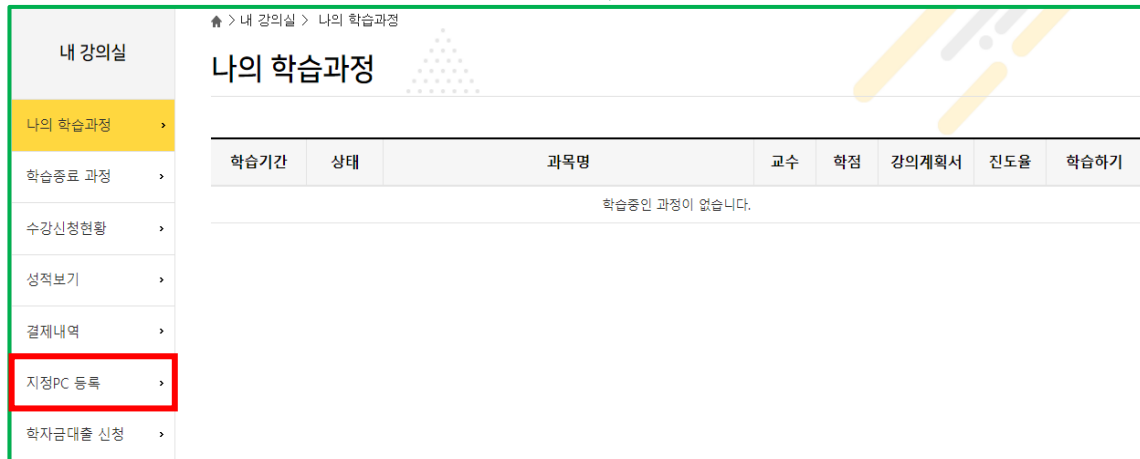 내 강의실 > 나의 학습과정
내 강의실
나의 학습과정
나의 학습과정
학습종료 과정
수강신청현황
성적보기
결제내역
지정PC 등록
학자금대출 신청
학습기간 상태 과목명 교수 학점 강의계획서 진도율 학습하기
학습중인 과정이 없습니다.